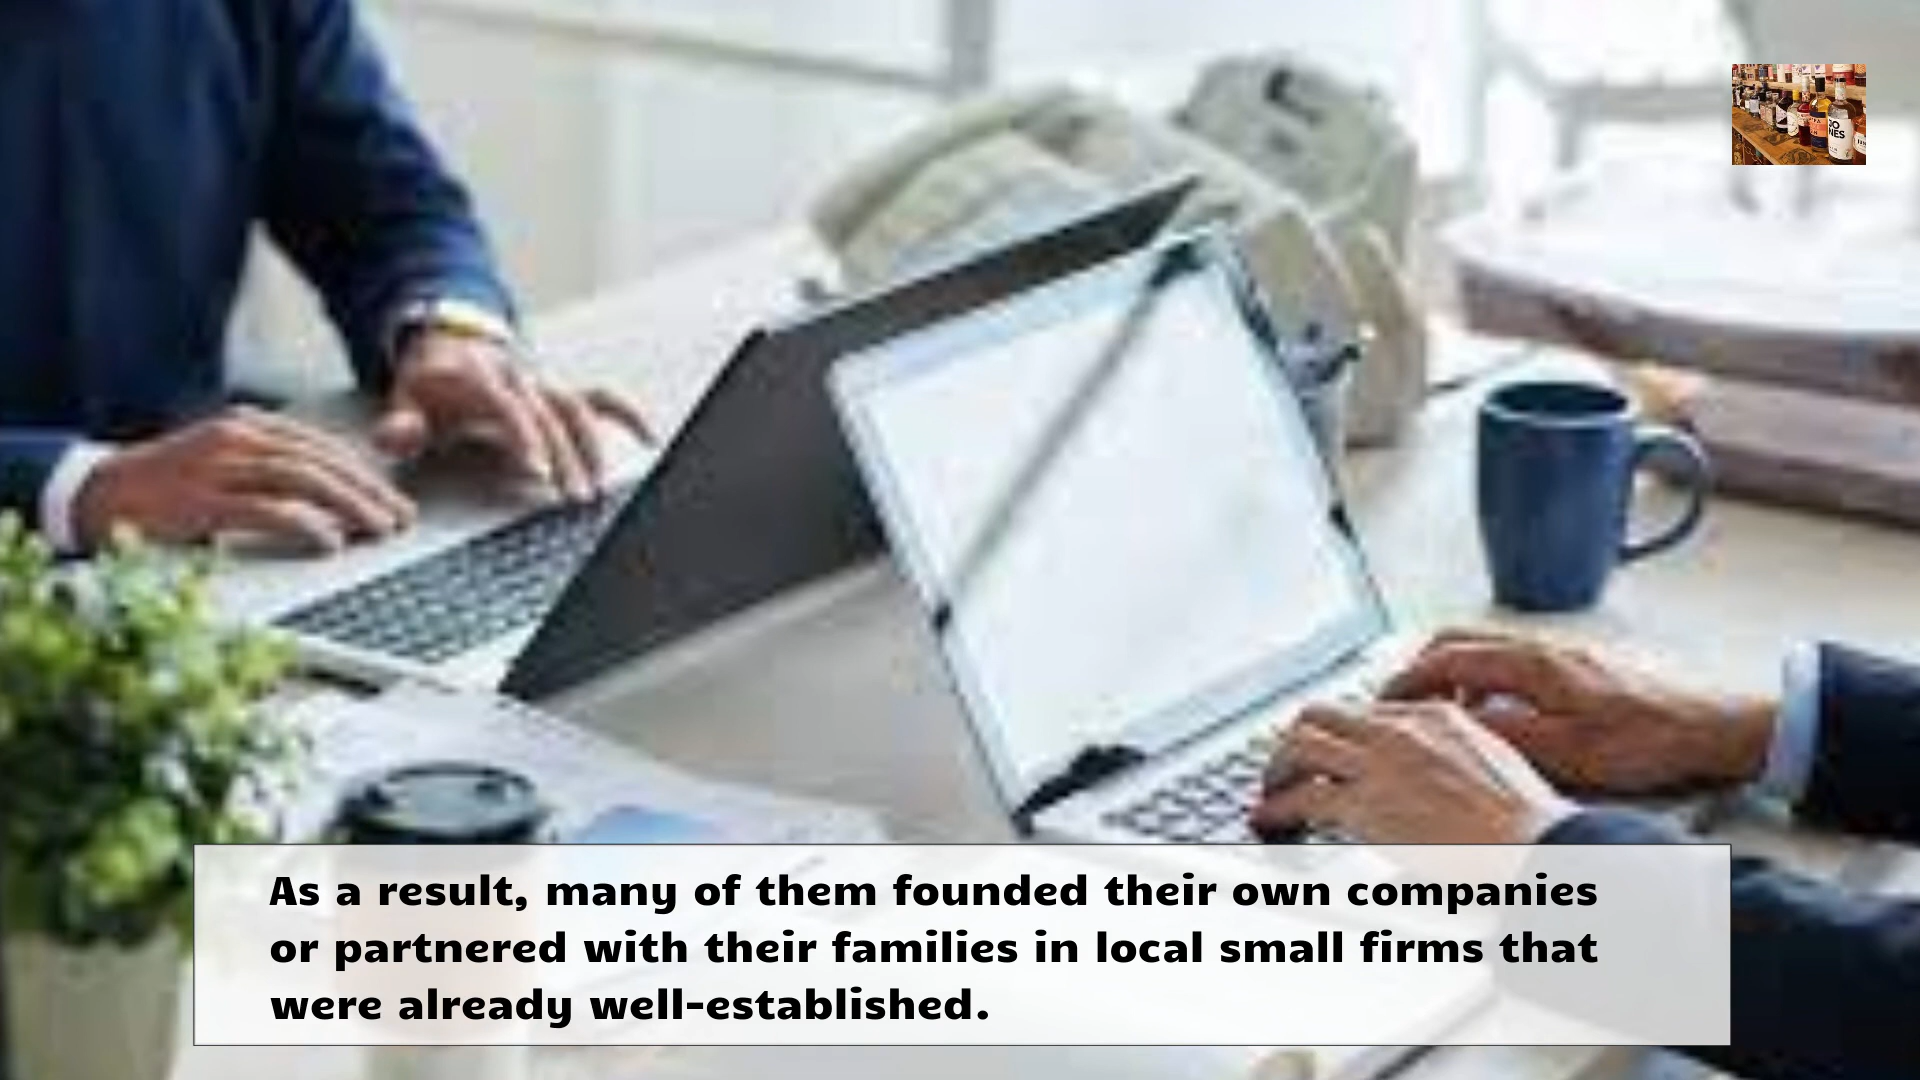 As a result, many of them founded their own companies
or partnered with their families in local small firms that
were already well-established.